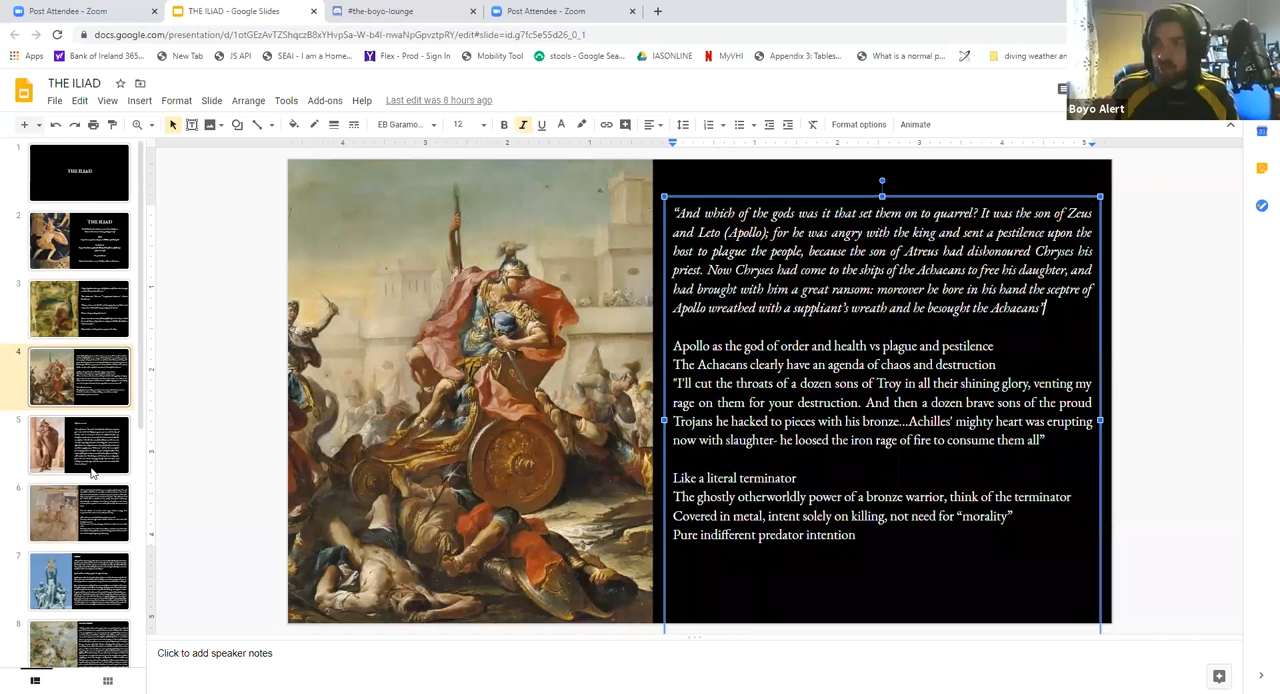 Post Attendee - Zoom
THE ILIAD - Google Slides
#the-boyo-lounge
Post Attendee - Zoom
docs.google.com/presentation/d/1otGEzAvTZShqczB8xYHvpSa-W-b4l-nwaNpGpvztpRY/edit#slide=id.g7fc5e55d26_0_1
Apps
Bank of Ireland 365...
New Tab
JS API
SEAI - I am a Home...
Flex - Prod - Sign In
Mobility Tool
stools - Google Sea...
IASONLINE
MyVHI
Appendix 3: Tables...
What is a normal p...
diving weather an
Boyo Alert
THE ILIAD
File Edit View Insert Format Slide Arrange Tools Add-ons Help Last edit was 8 hours ago
EB Garamo... 12 B I U A Format options Animate
“And which of the gods was it that set them on to quarrel? It was the son of Zeus
and Leto (Apollo); for he was angry with the king and sent a pestilence upon the
host to plague the people, because the son of Atreus had dishonoured Chryses his
priest. Now Chryses had come to the ships of the Achaeans to free his daughter, and
had brought with him a great ransom: moreover he bore in his hand the sceptre of
Apollo wreathed with a suppliant’s wreath and he besought the Achaeans”
Apollo as the god of order and health vs plague and pestilence
The Achaeans clearly have an agenda of chaos and destruction
"I’ll cut the throats of a dozen sons of Troy in all their shining glory, venting my
rage on them for your destruction. And then a dozen brave sons of the proud
Trojans he hacked to pieces with his bronze...Achilles’ mighty heart was erupting
now with slaughter- he loosed the iron rage of fire to consume them all”
Like a literal terminator
The ghostly otherworldly power of a bronze warrior, think of the terminator
Covered in metal, intent solely on killing, not need for “morality”
Pure indifferent predator intention
1
THE ILIAD
2
THE ILIAD
3
4
5
6
7
8
Click to add speaker notes